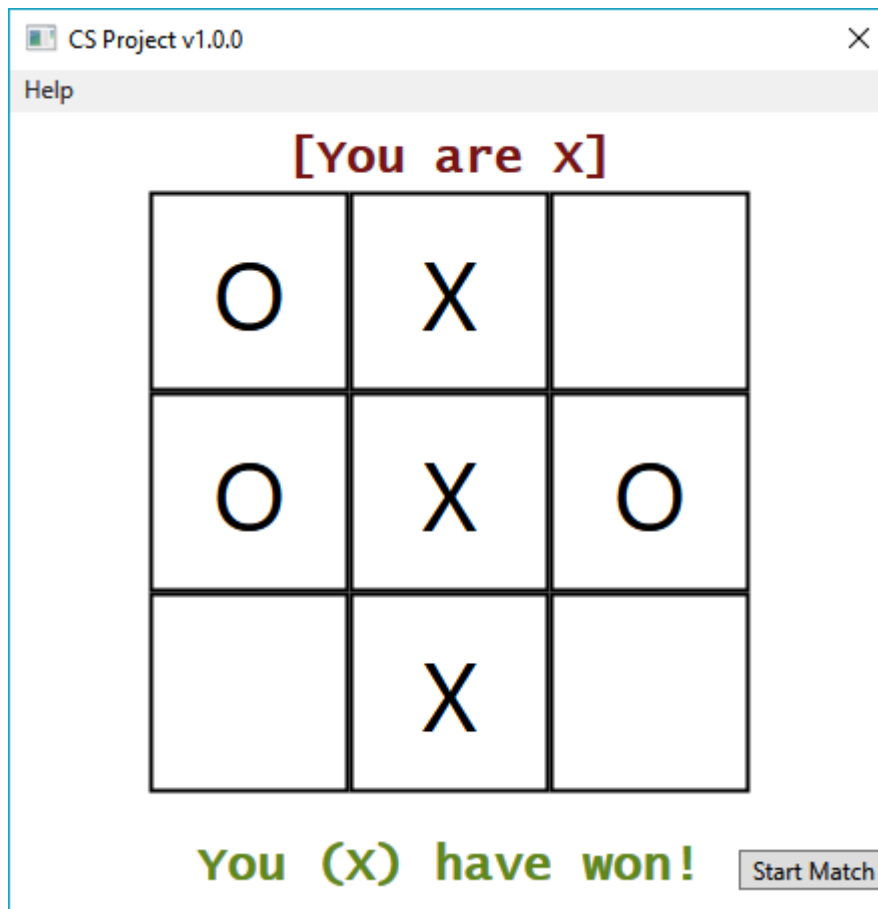 CS Project v1.0.0
Help
[You are X]
O X
O X O
X
You (X) have won!
Start Match